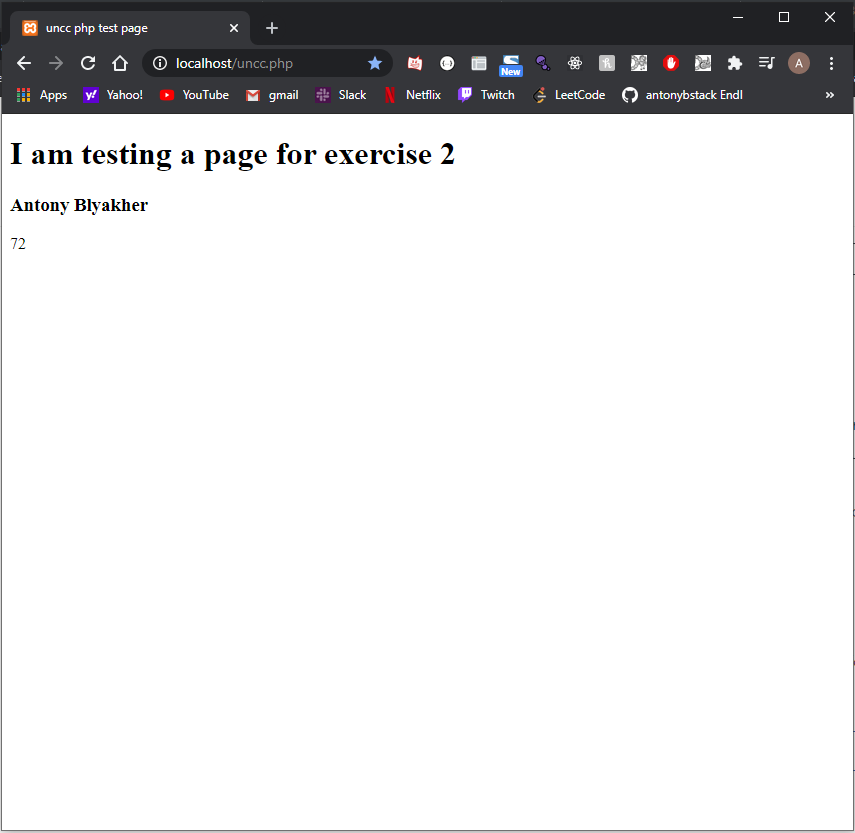 uncc php test page
localhost/uncc.php
New
A
Apps Yahoo! YouTube gmail Slack Netflix Twitch LeetCode antonybstack Endl
I am testing a page for exercise 2
Antony Blyakher
72